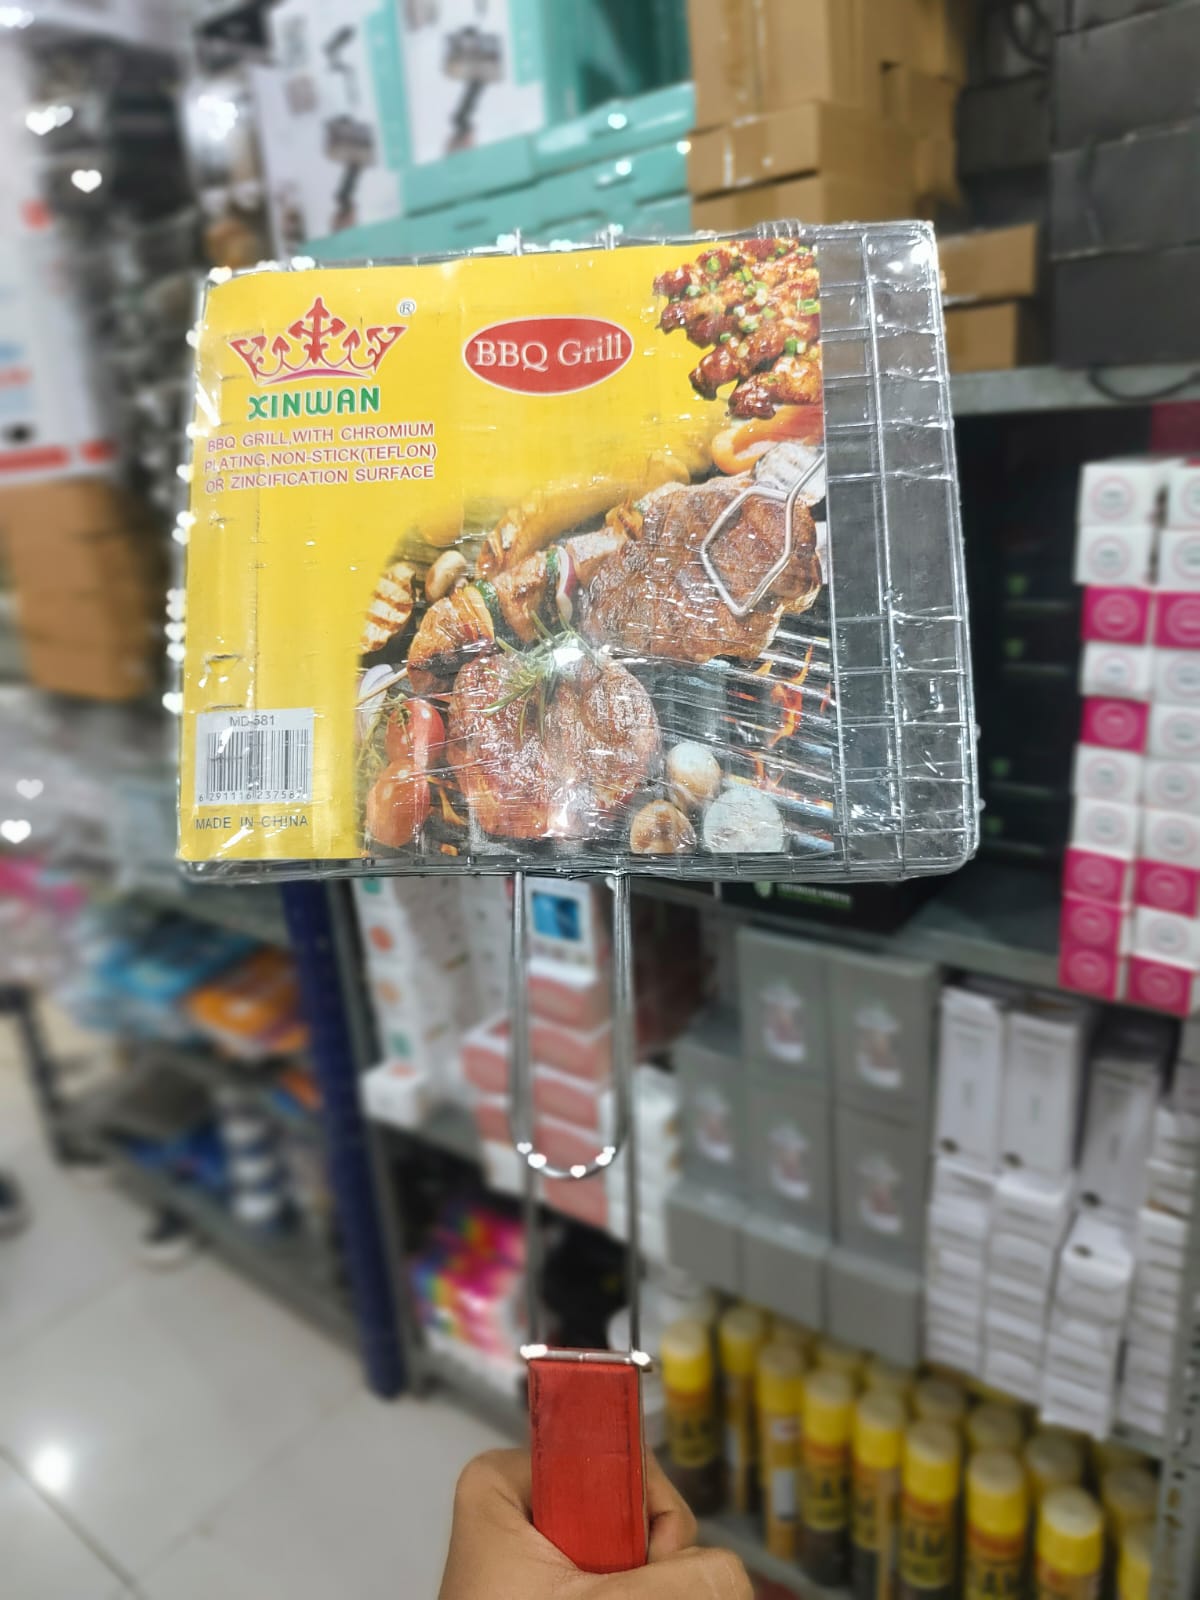 ®
XINWAN
BBQ Grill
BBQ GRILL,WITH CHROMIUM
PLATING,NON-STICK(TEFLON)
OR ZINCIFICATION SURFACE
MD-581
MADE IN CHINA